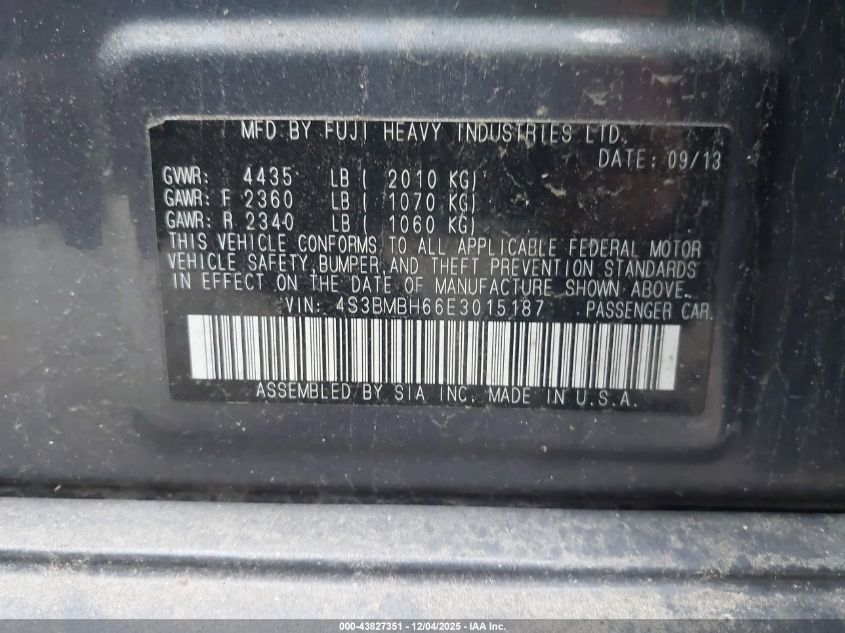 MFD.BY FUJI HEAVY INDUSTRIES LTD.
DATE: 09/13
GVWR: 4435 LB ( 2010 KG)
GAWR: F 2360 LB ( 1070 KG)
GAWR: R 2340 LB ( 1060 KG)
THIS VEHICLE CONFORMS TO ALL APPLICABLE FEDERAL MOTOR
VEHICLE SAFETY,BUMPER,AND THEFT PREVENTION STANDARDS
IN EFFECT ON THE DATE OF MANUFACTURE SHOWN ABOVE.
VIN: 4S3BMBH66E3015187 PASSENGER CAR
ASSEMBLED BY SIA INC. MADE IN U.S.A.
000-43827351 - 12/04/2025 - IAA Inc.